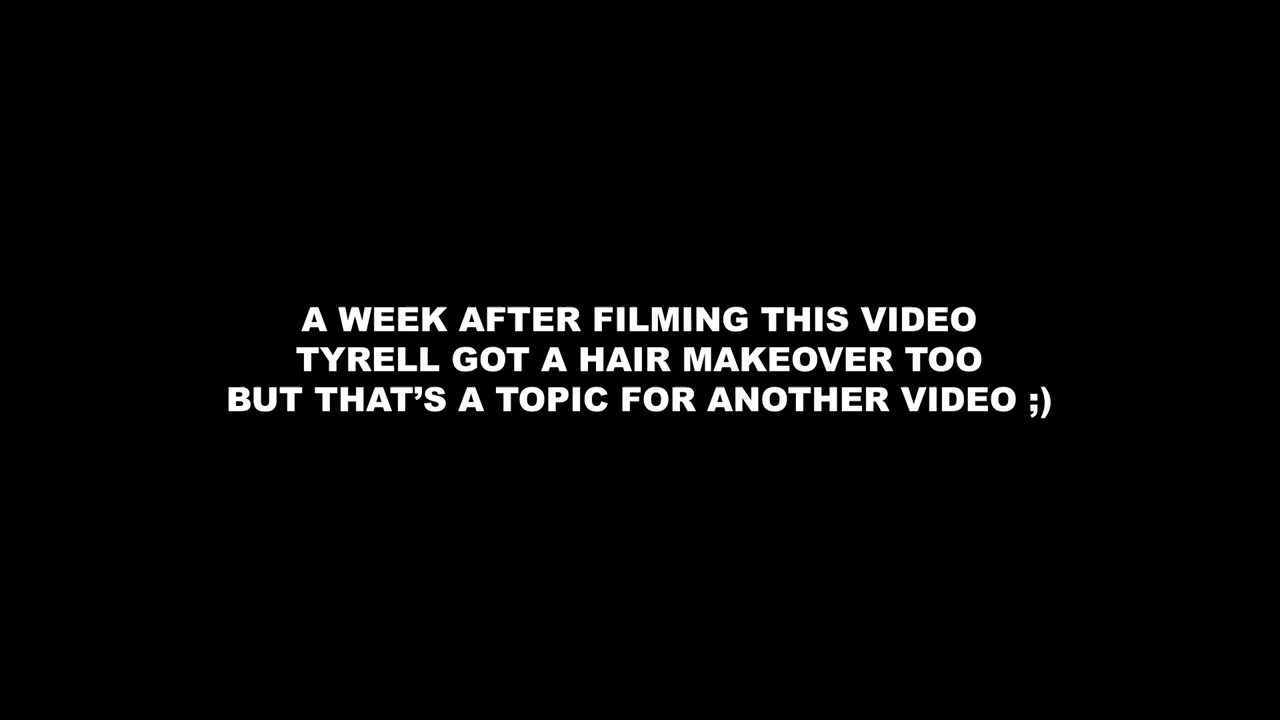 A WEEK AFTER FILMING THIS VIDEO
TYRELL GOT A HAIR MAKEOVER TOO
BUT THAT’S A TOPIC FOR ANOTHER VIDEO ;)